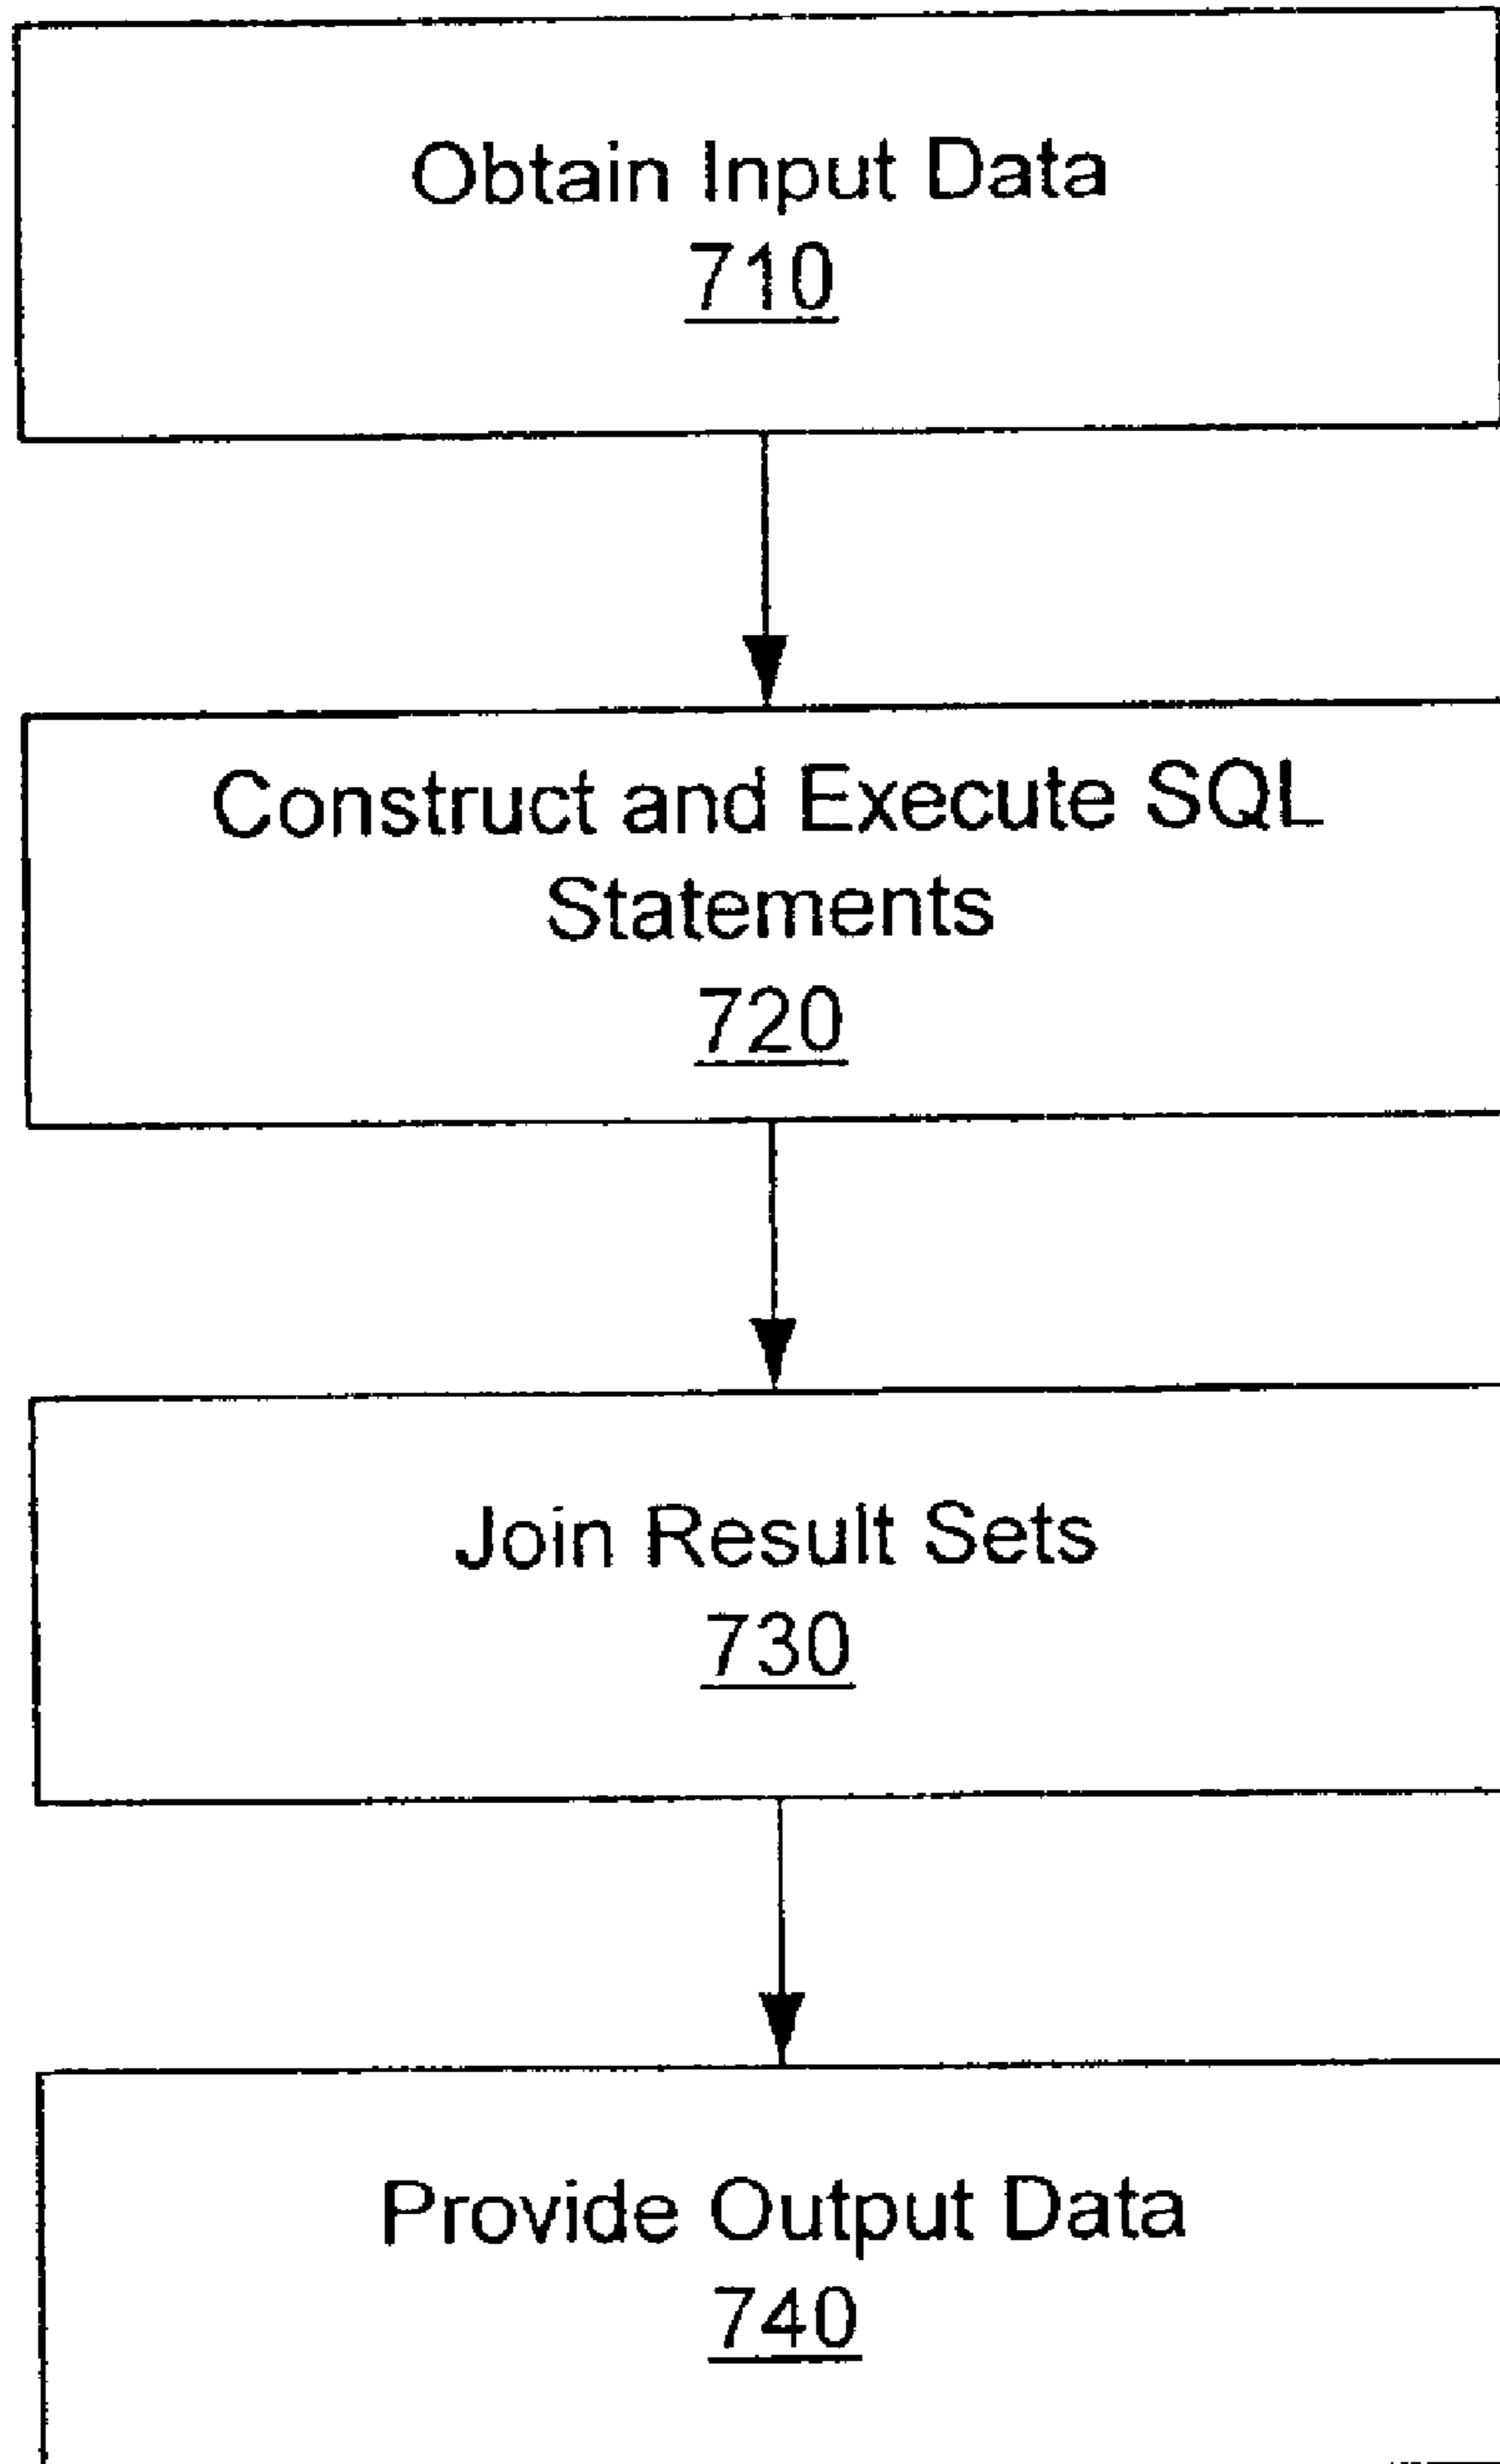 Obtain Input Data
710
Construct and Execute SQL
Statements
720
Join Result Sets
730
Provide Output Data
740